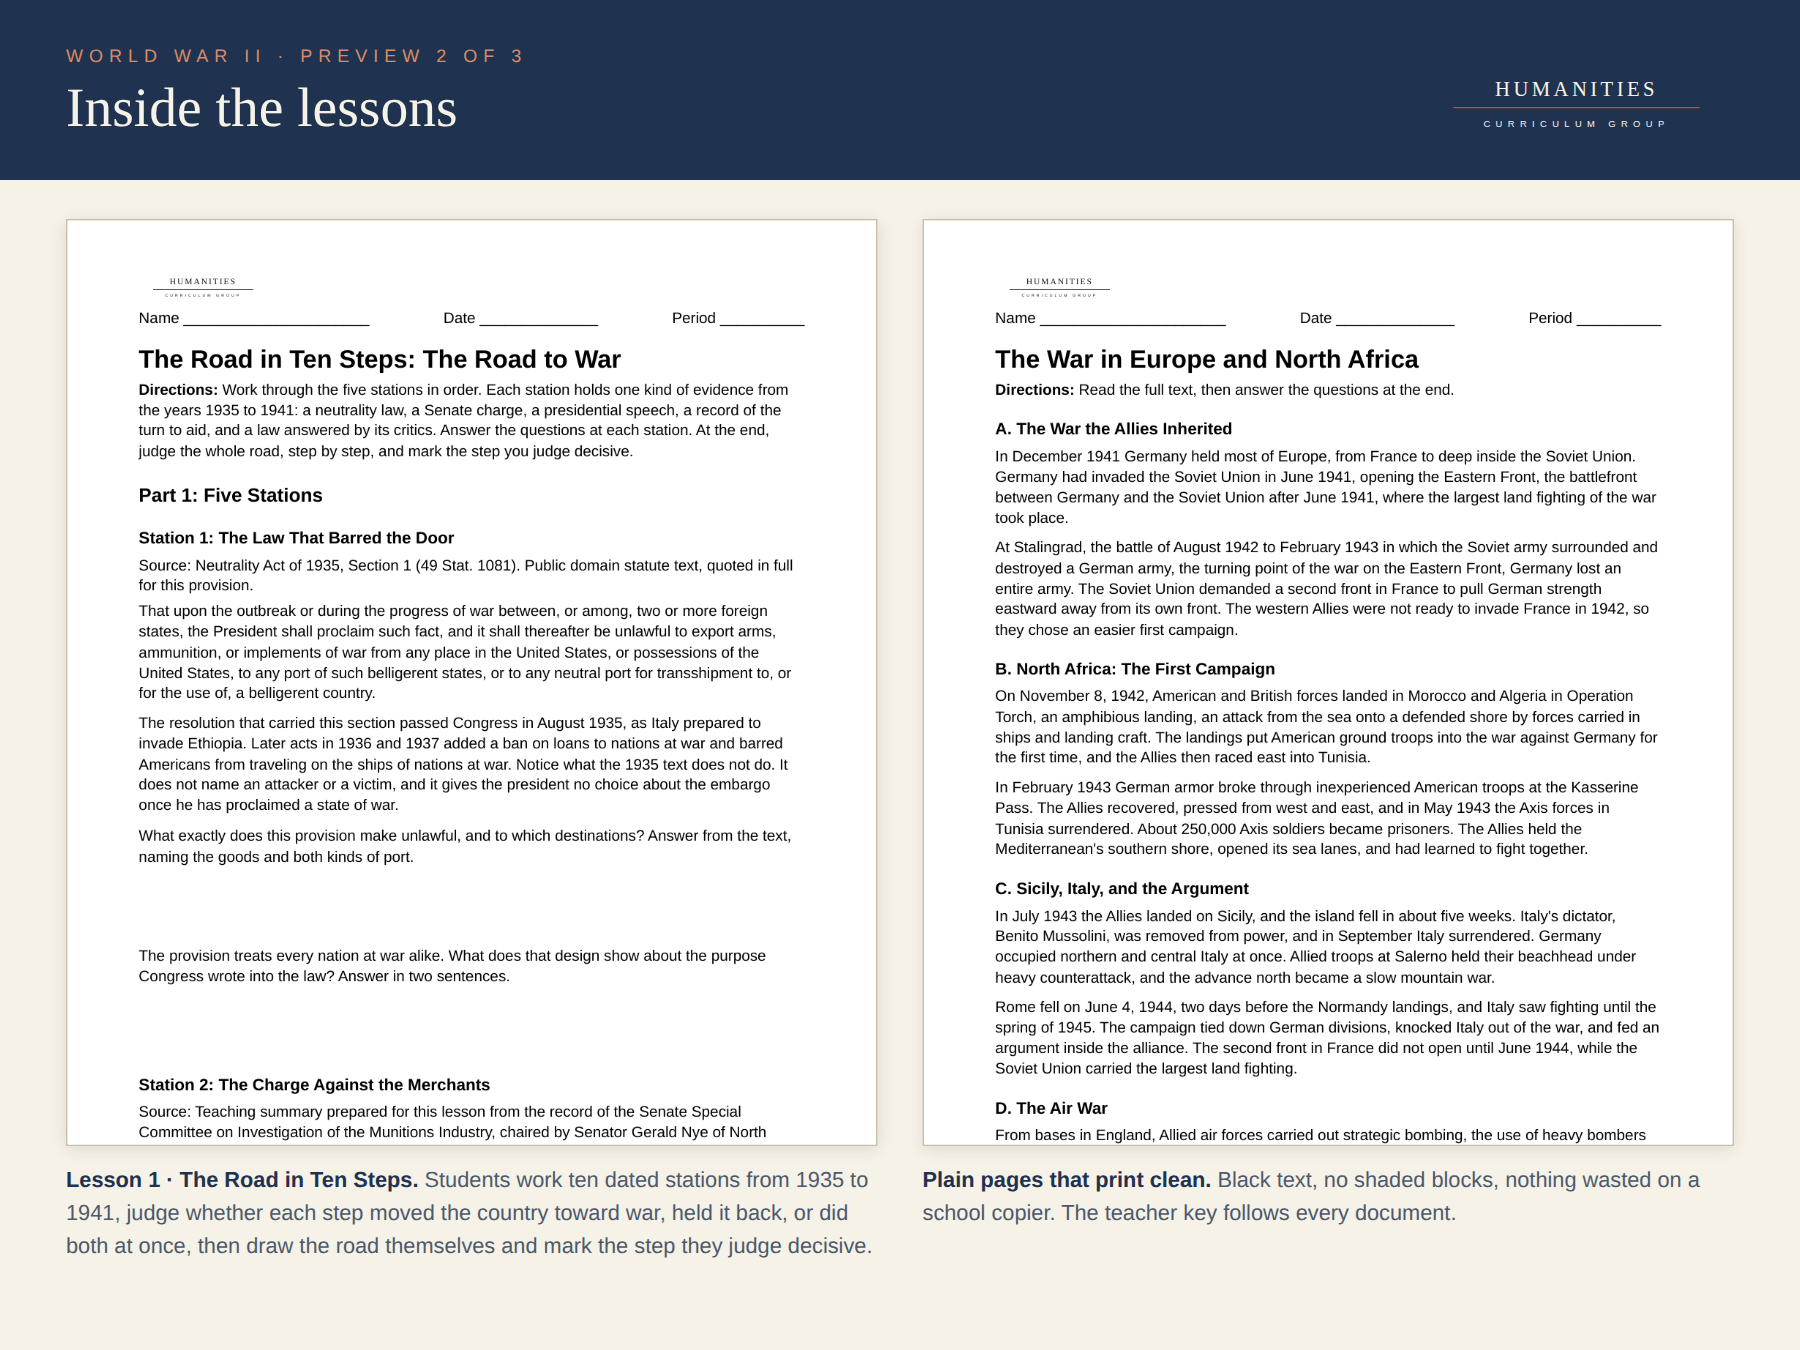 WORLD WAR II · PREVIEW 2 OF 3
Inside the lessons
HUMANITIES
CURRICULUM GROUP
HUMANITIES
CURRICULUM GROUP
Name ______________________ Date ______________ Period __________
The Road in Ten Steps: The Road to War
Directions: Work through the five stations in order. Each station holds one kind of evidence from
the years 1935 to 1941: a neutrality law, a Senate charge, a presidential speech, a record of the
turn to aid, and a law answered by its critics. Answer the questions at each station. At the end,
judge the whole road, step by step, and mark the step you judge decisive.
Part 1: Five Stations
Station 1: The Law That Barred the Door
Source: Neutrality Act of 1935, Section 1 (49 Stat. 1081). Public domain statute text, quoted in full
for this provision.
That upon the outbreak or during the progress of war between, or among, two or more foreign
states, the President shall proclaim such fact, and it shall thereafter be unlawful to export arms,
ammunition, or implements of war from any place in the United States, or possessions of the
United States, to any port of such belligerent states, or to any neutral port for transshipment to, or
for the use of, a belligerent country.
The resolution that carried this section passed Congress in August 1935, as Italy prepared to
invade Ethiopia. Later acts in 1936 and 1937 added a ban on loans to nations at war and barred
Americans from traveling on the ships of nations at war. Notice what the 1935 text does not do. It
does not name an attacker or a victim, and it gives the president no choice about the embargo
once he has proclaimed a state of war.
What exactly does this provision make unlawful, and to which destinations? Answer from the text,
naming the goods and both kinds of port.
The provision treats every nation at war alike. What does that design show about the purpose
Congress wrote into the law? Answer in two sentences.
Station 2: The Charge Against the Merchants
Source: Teaching summary prepared for this lesson from the record of the Senate Special
Committee on Investigation of the Munitions Industry, chaired by Senator Gerald Nye of North
Lesson 1 · The Road in Ten Steps. Students work ten dated stations from 1935 to
1941, judge whether each step moved the country toward war, held it back, or did
both at once, then draw the road themselves and mark the step they judge decisive.
HUMANITIES
CURRICULUM GROUP
Name ______________________ Date ______________ Period __________
The War in Europe and North Africa
Directions: Read the full text, then answer the questions at the end.
A. The War the Allies Inherited
In December 1941 Germany held most of Europe, from France to deep inside the Soviet Union.
Germany had invaded the Soviet Union in June 1941, opening the Eastern Front, the battlefront
between Germany and the Soviet Union after June 1941, where the largest land fighting of the war
took place.
At Stalingrad, the battle of August 1942 to February 1943 in which the Soviet army surrounded and
destroyed a German army, the turning point of the war on the Eastern Front, Germany lost an
entire army. The Soviet Union demanded a second front in France to pull German strength
eastward away from its own front. The western Allies were not ready to invade France in 1942, so
they chose an easier first campaign.
B. North Africa: The First Campaign
On November 8, 1942, American and British forces landed in Morocco and Algeria in Operation
Torch, an amphibious landing, an attack from the sea onto a defended shore by forces carried in
ships and landing craft. The landings put American ground troops into the war against Germany for
the first time, and the Allies then raced east into Tunisia.
In February 1943 German armor broke through inexperienced American troops at the Kasserine
Pass. The Allies recovered, pressed from west and east, and in May 1943 the Axis forces in
Tunisia surrendered. About 250,000 Axis soldiers became prisoners. The Allies held the
Mediterranean's southern shore, opened its sea lanes, and had learned to fight together.
C. Sicily, Italy, and the Argument
In July 1943 the Allies landed on Sicily, and the island fell in about five weeks. Italy's dictator,
Benito Mussolini, was removed from power, and in September Italy surrendered. Germany
occupied northern and central Italy at once. Allied troops at Salerno held their beachhead under
heavy counterattack, and the advance north became a slow mountain war.
Rome fell on June 4, 1944, two days before the Normandy landings, and Italy saw fighting until the
spring of 1945. The campaign tied down German divisions, knocked Italy out of the war, and fed an
argument inside the alliance. The second front in France did not open until June 1944, while the
Soviet Union carried the largest land fighting.
D. The Air War
From bases in England, Allied air forces carried out strategic bombing, the use of heavy bombers
Plain pages that print clean. Black text, no shaded blocks, nothing wasted on a
school copier. The teacher key follows every document.